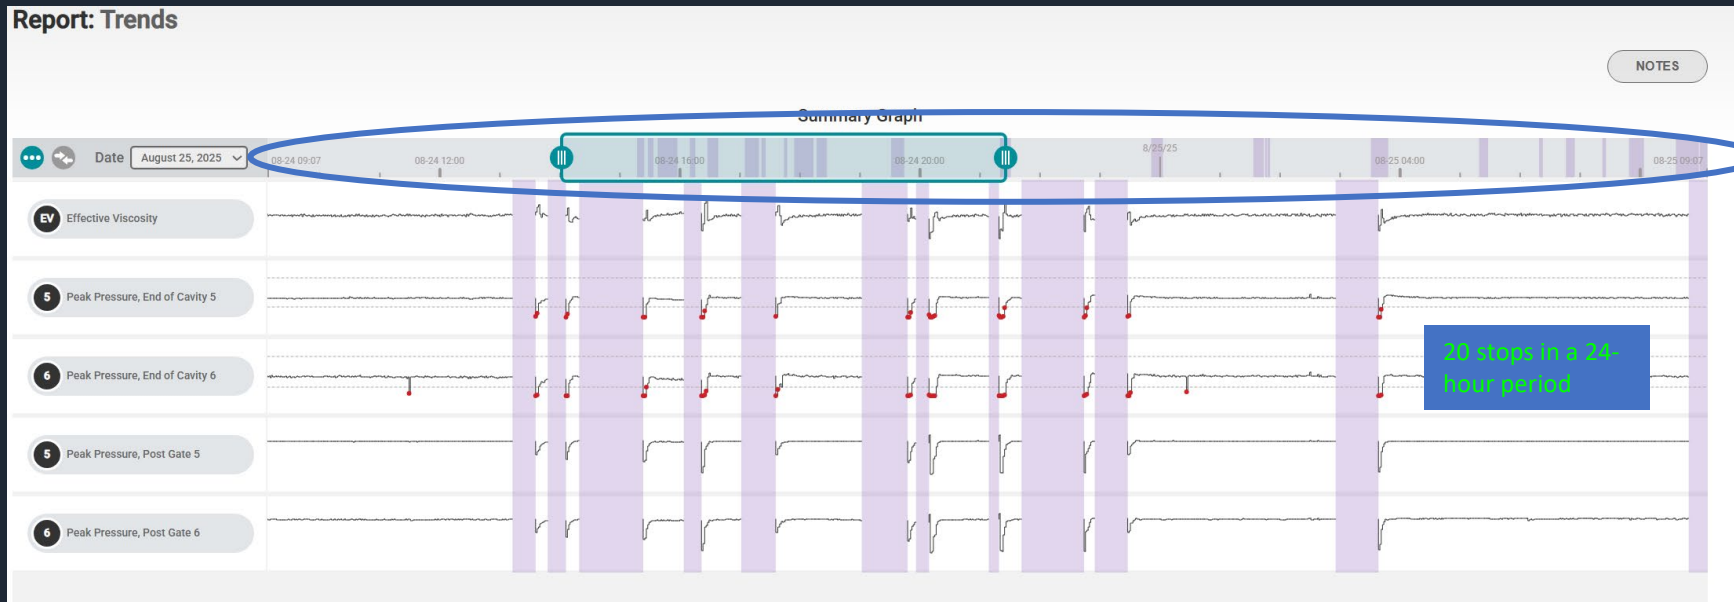 Report: Trends
NOTES
Summary Graph
Date August 25, 2025
08-24 09:07 08-24 12:00 08-24 16:00 08-24 20:00 8/25/25 08-25 04:00 08-25 09:07
EV Effective Viscosity
5 Peak Pressure, End of Cavity 5
6 Peak Pressure, End of Cavity 6
20 stops in a 24-
hour period
5 Peak Pressure, Post Gate 5
6 Peak Pressure, Post Gate 6